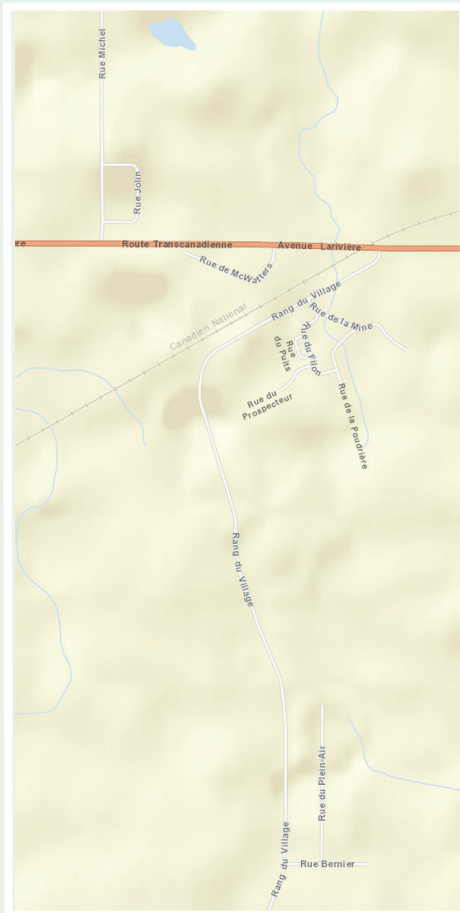 Rue Michel
Rue Jolin
re
Route Transcanadienne
Avenue Larivière
Rue de McWatters
Rang du Village
Canadien National
Rue de la Mine
Rue du Filon
Rue
du Puits
Rue du
Prospecteur
Rue de la Poudrière
Rang du Village
Rue du Plein-Air
Rang du Village
Rue Bernier